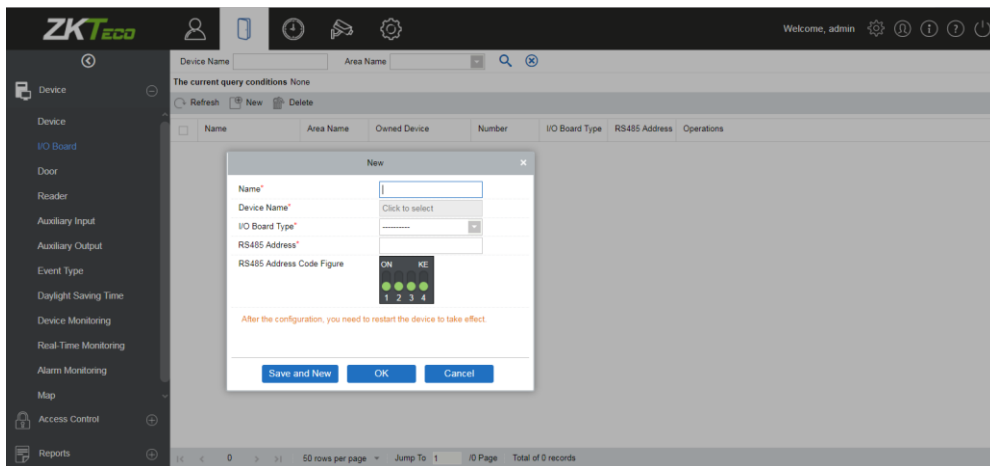 ZKTECO
Welcome, admin
Device Name
Area Name
The current query conditions None
Refresh New Delete
Name Area Name Owned Device Number I/O Board Type RS485 Address Operations
Device
Device
I/O Board
Door
Reader
Auxiliary Input
Auxiliary Output
Event Type
Daylight Saving Time
Device Monitoring
Real-Time Monitoring
Alarm Monitoring
Map
Access Control
Reports
New
Name*
Device Name* Click to select
I/O Board Type* ----------
RS485 Address*
RS485 Address Code Figure
ON KE
1 2 3 4
After the configuration, you need to restart the device to take effect.
Save and New OK Cancel
|< < 0 > >| 50 rows per page Jump To 1 /0 Page Total of 0 records